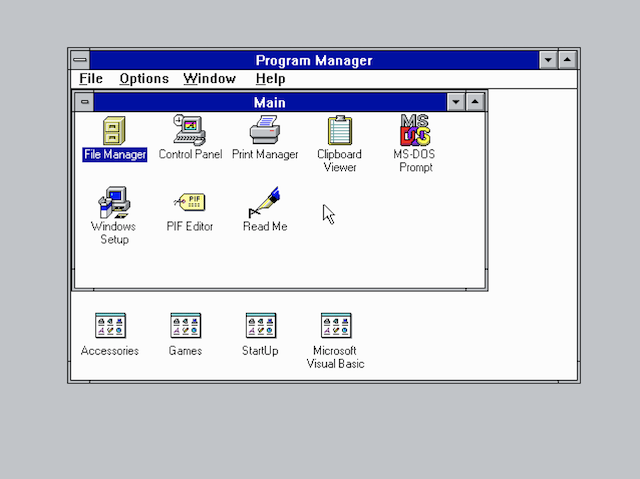 Program Manager
File Options Window Help
Main
File Manager
Control Panel
Print Manager
Clipboard
Viewer
MS-DOS
Prompt
MS
DOS
Windows
Setup
PIF Editor
PIF
Read Me
Accessories
Games
StartUp
Microsoft
Visual Basic